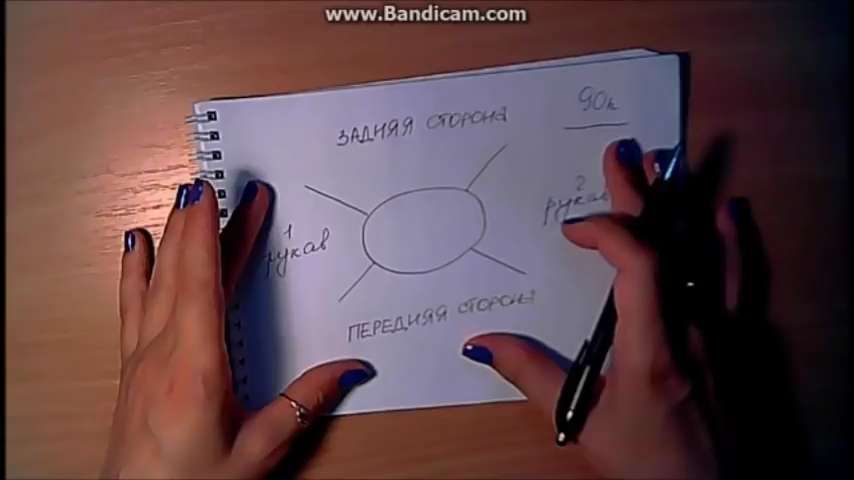 www.Bandicam.com
ЗАДНЯЯ СТОРОНА
90п
2
рукав
1
рукав
ПЕРЕДНЯЯ СТОРОНА